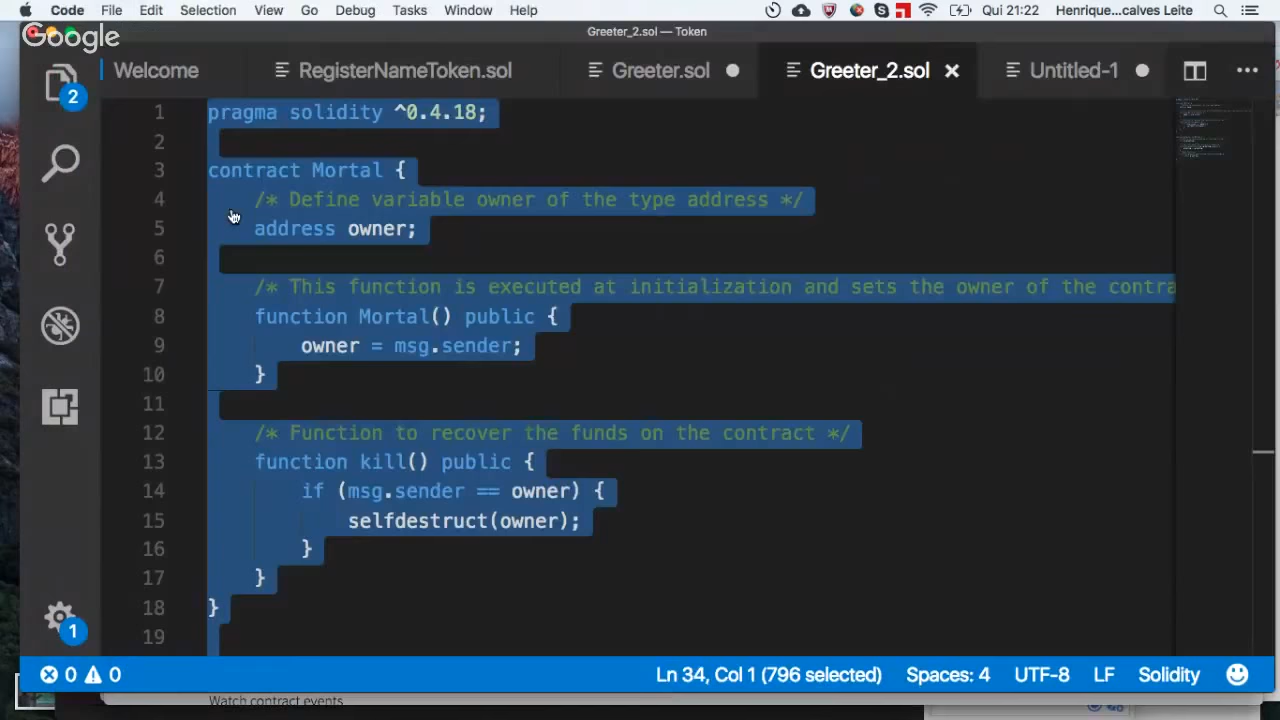 Code File Edit Selection View Go Debug Tasks Window Help Qui 21:22 Henrique...calves Leite
Google
Greeter_2.sol — Token
Welcome RegisterNameToken.sol Greeter.sol Greeter_2.sol Untitled-1
2
1 pragma solidity ^0.4.18;
2
3 contract Mortal {
4 /* Define variable owner of the type address */
5 address owner;
6
7 /* This function is executed at initialization and sets the owner of the contra
8 function Mortal() public {
9 owner = msg.sender;
10 }
11
12 /* Function to recover the funds on the contract */
13 function kill() public {
14 if (msg.sender == owner) {
15 selfdestruct(owner);
16 }
17 }
18 }
19
1
0 0 Ln 34, Col 1 (796 selected) Spaces: 4 UTF-8 LF Solidity
Watch contract events